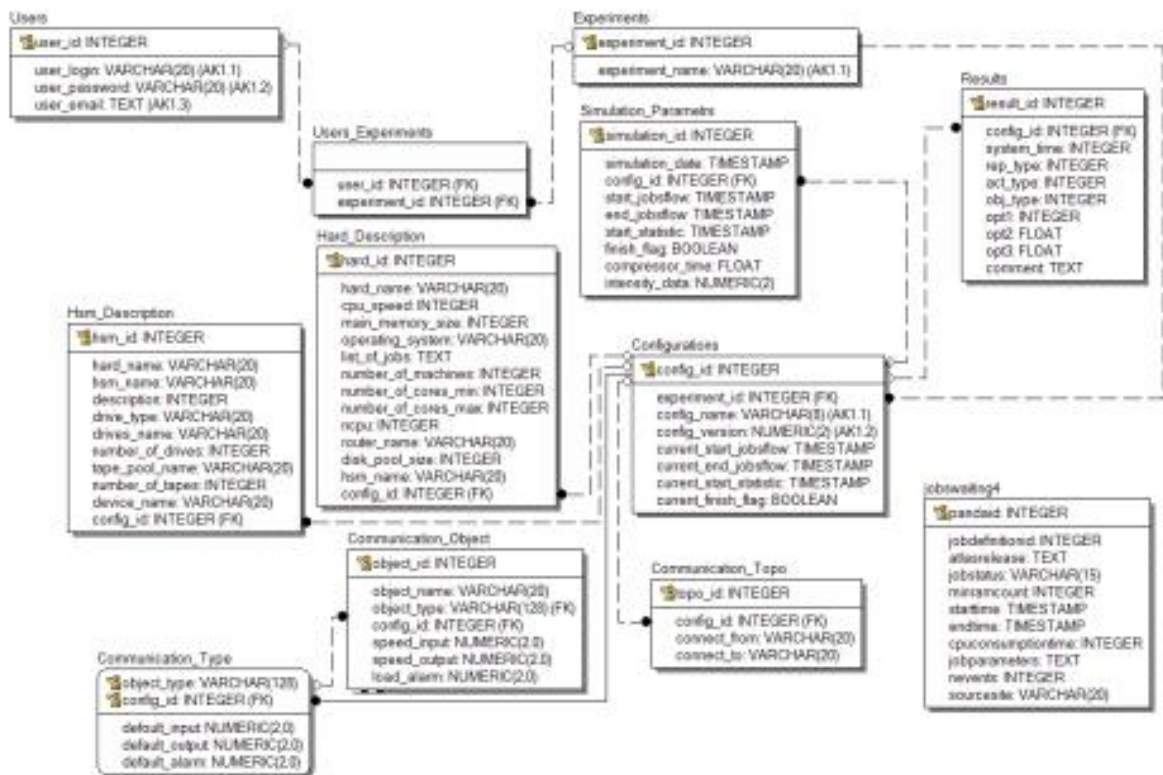 Users
user_id: INTEGER
user_login: VARCHAR(20) (AK1.1)
user_password: VARCHAR(20) (AK1.2)
user_email: TEXT (AK1.3)
Experiments
experiment_id: INTEGER
experiment_name: VARCHAR(20) (AK1.1)
Results
result_id: INTEGER
config_id: INTEGER (FK)
system_time: INTEGER
rep_type: INTEGER
act_type: INTEGER
obj_type: INTEGER
opt1: INTEGER
opt2: FLOAT
opt3: FLOAT
comment: TEXT
Users_Experiments
user_id: INTEGER (FK)
experiment_id: INTEGER (FK)
Simulation_Parametrs
simulation_id: INTEGER
simulation_date: TIMESTAMP
config_id: INTEGER (FK)
start_jobsflow: TIMESTAMP
end_jobsflow: TIMESTAMP
start_statistic: TIMESTAMP
finish_flag: BOOLEAN
compressor_time: FLOAT
intensity_data: NUMERIC(2)
Hard_Description
hard_id: INTEGER
hard_name: VARCHAR(20)
cpu_speed: INTEGER
main_memory_size: INTEGER
operating_system: VARCHAR(20)
list_of_jobs: TEXT
number_of_machines: INTEGER
number_of_cores_min: INTEGER
number_of_cores_max: INTEGER
ncpu: INTEGER
router_name: VARCHAR(20)
disk_pool_size: INTEGER
hsm_name: VARCHAR(20)
config_id: INTEGER (FK)
Hsm_Description
hsm_id: INTEGER
hard_name: VARCHAR(20)
hsm_name: VARCHAR(20)
description: INTEGER
drive_type: VARCHAR(20)
drives_name: VARCHAR(20)
number_of_drives: INTEGER
tape_pool_name: VARCHAR(20)
number_of_tapes: INTEGER
device_name: VARCHAR(20)
config_id: INTEGER (FK)
Configurations
config_id: INTEGER
experiment_id: INTEGER (FK)
config_name: VARCHAR(8) (AK1.1)
config_version: NUMERIC(2) (AK1.2)
current_start_jobsflow: TIMESTAMP
current_end_jobsflow: TIMESTAMP
current_start_statistic: TIMESTAMP
current_finish_flag: BOOLEAN
jobswaiting4
pandaid: INTEGER
jobdefinitionid: INTEGER
atlasrelease: TEXT
jobstatus: VARCHAR(15)
minramcount: INTEGER
starttime: TIMESTAMP
endtime: TIMESTAMP
cpuconsumptiontime: INTEGER
jobparameters: TEXT
nevents: INTEGER
sourcesite: VARCHAR(20)
Communication_Object
object_id: INTEGER
object_name: VARCHAR(20)
object_type: VARCHAR(128) (FK)
config_id: INTEGER (FK)
speed_input: NUMERIC(2.0)
speed_output: NUMERIC(2.0)
load_alarm: NUMERIC(2,0)
Communication_Topo
topo_id: INTEGER
config_id: INTEGER (FK)
connect_from: VARCHAR(20)
connect_to: VARCHAR(20)
Communication_Type
object_type: VARCHAR(128)
config_id: INTEGER (FK)
default_input: NUMERIC(2,0)
default_output: NUMERIC(2,0)
default_alarm: NUMERIC(2.0)